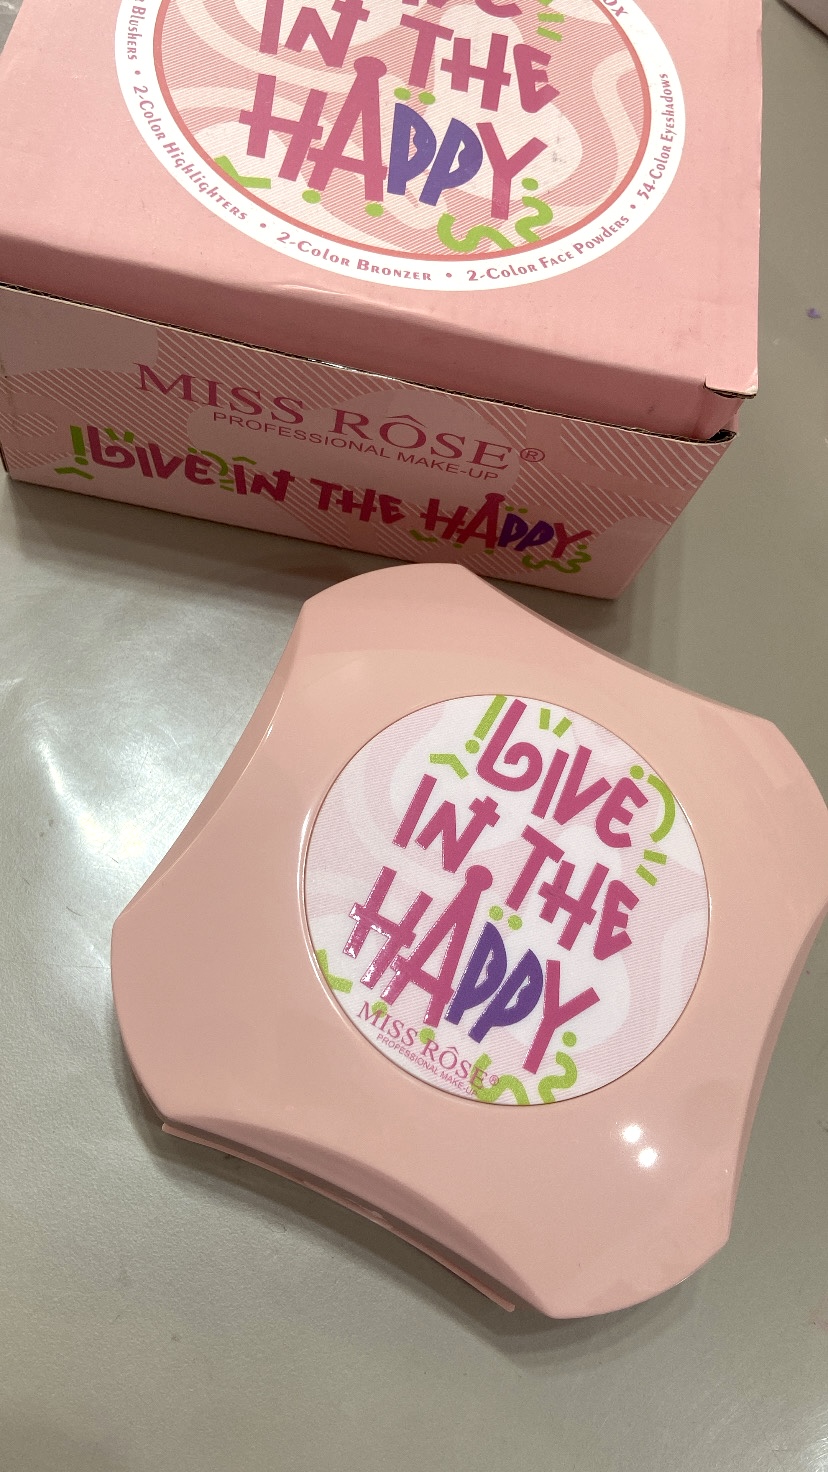 IN THE
HAPPY
Blushers • 2-Color Highlighters • 2-Color Bronzer • 2-Color Face Powders • 54-Color Eyeshadows
MISS RÔSE®
PROFESSIONAL MAKE-UP
LIVE IN THE HAPPY
LIVE
IN THE
HAPPY
MISS RÔSE®
PROFESSIONAL MAKE-UP